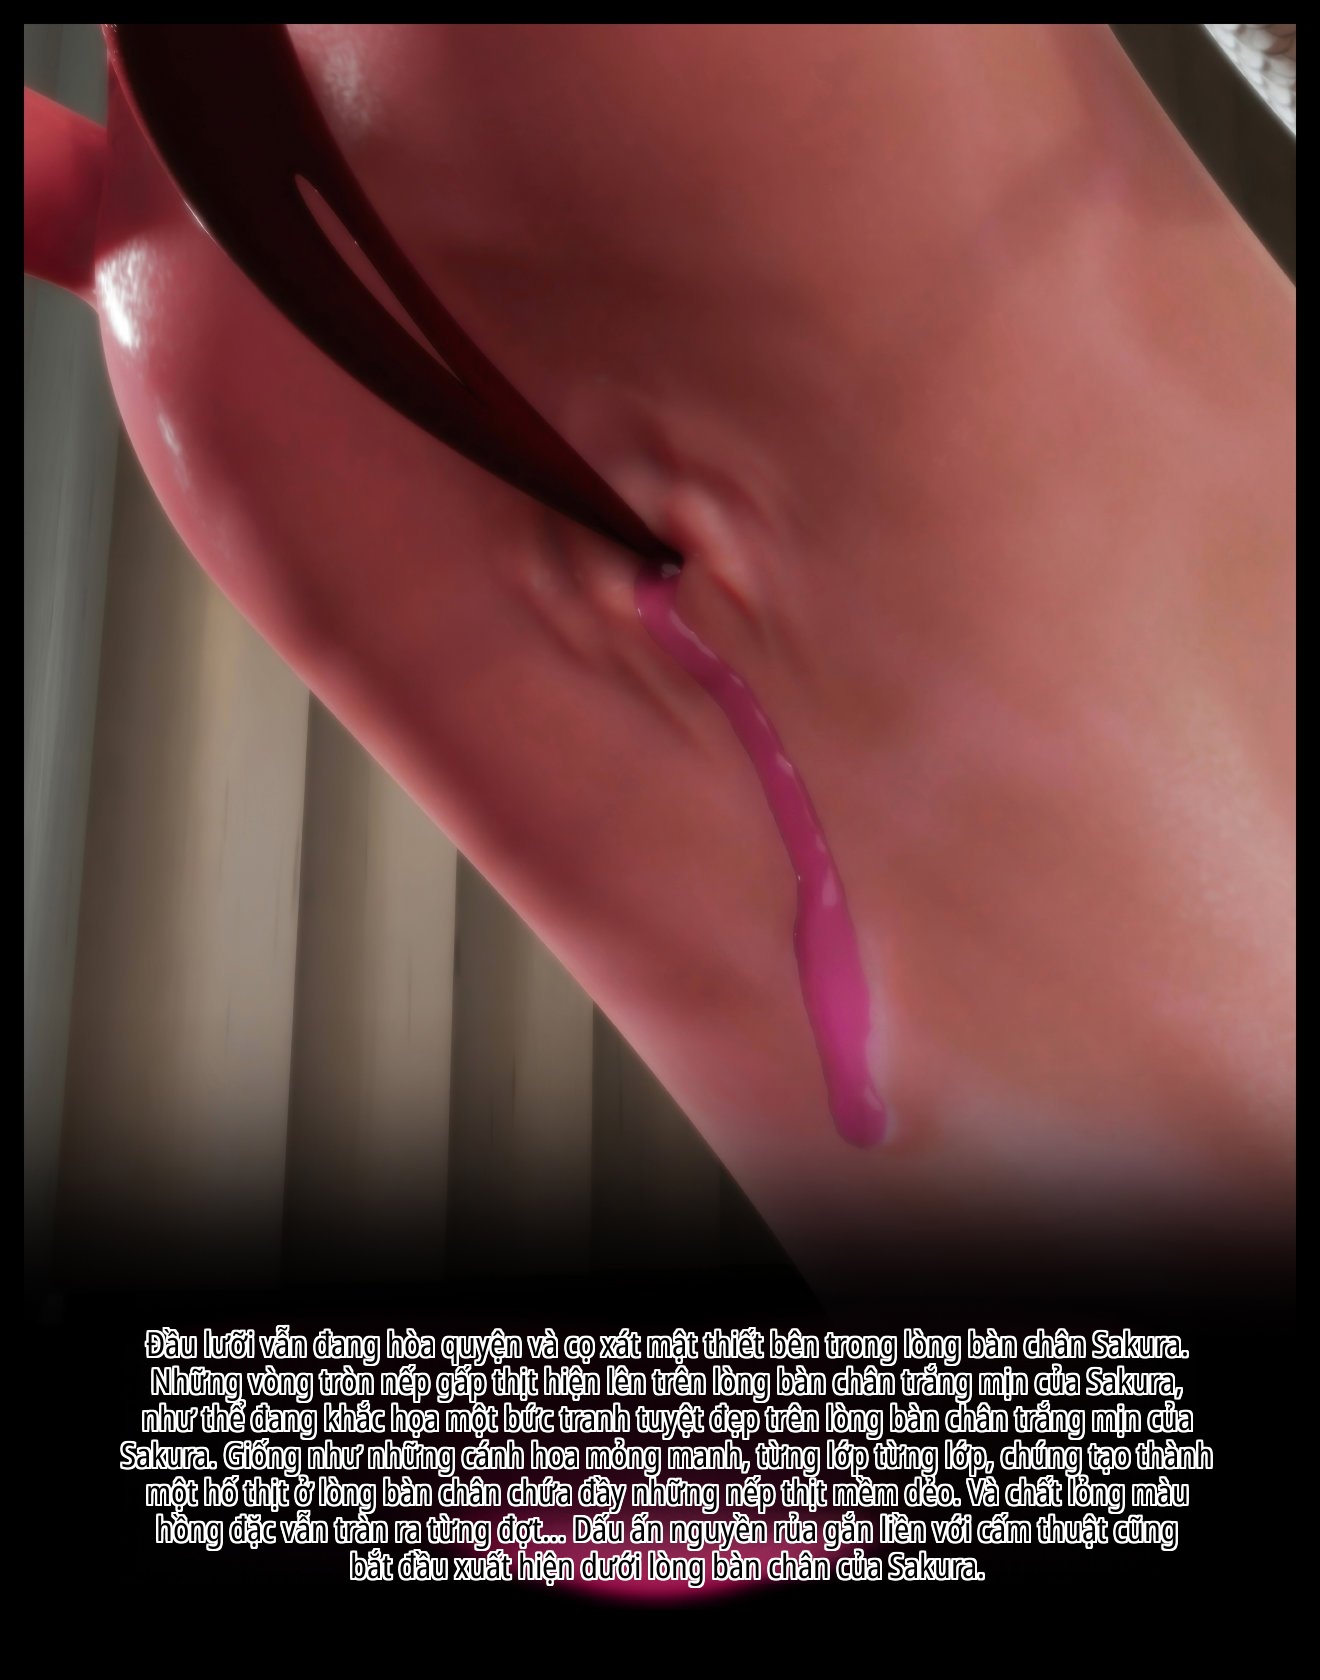 Đầu lưỡi vẫn đang hòa quyện và cọ xát mật thiết bên trong lòng bàn chân Sakura.
Những vòng tròn nếp gấp thịt hiện lên trên lòng bàn chân trắng mịn của Sakura,
như thể đang khắc họa một bức tranh tuyệt đẹp trên lòng bàn chân trắng mịn của
Sakura. Giống như những cánh hoa mỏng manh, từng lớp từng lớp, chúng tạo thành
một hố thịt ở lòng bàn chân chứa đầy những nếp thịt mềm dẻo. Và chất lỏng màu
hồng đặc vẫn tràn ra từng đợt... Dấu ấn nguyền rủa gắn liền với cấm thuật cũng
bắt đầu xuất hiện dưới lòng bàn chân của Sakura.